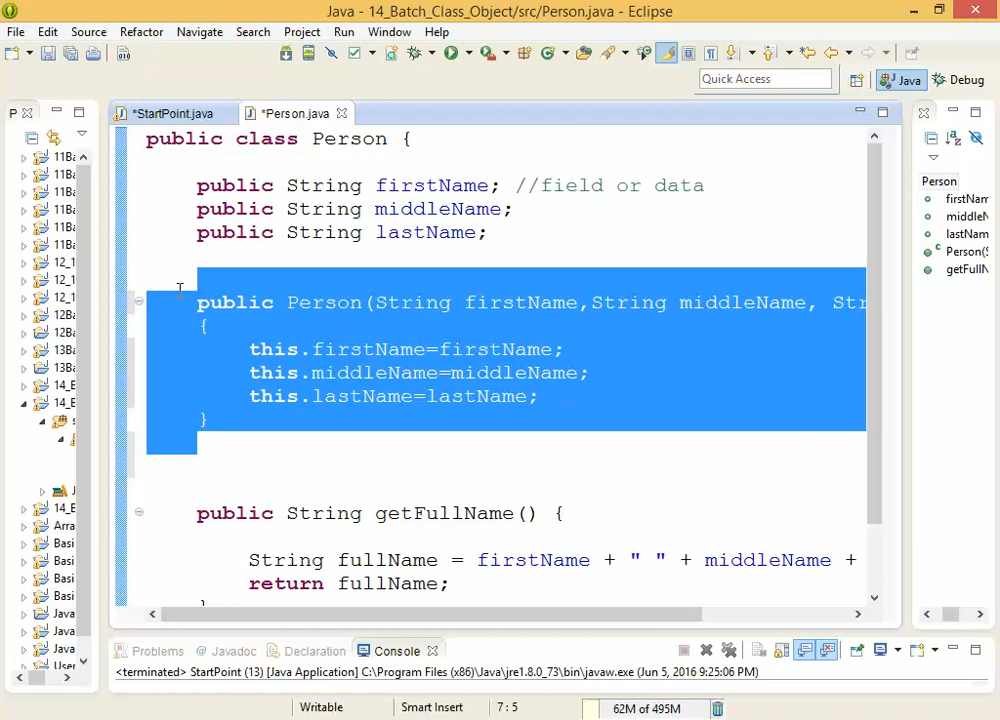 Java - 14_Batch_Class_Object/src/Person.java - Eclipse
File Edit Source Refactor Navigate Search Project Run Window Help
Quick Access
Java
Debug
P
*StartPoint.java
*Person.java
public class Person {
public String firstName; //field or data
public String middleName;
public String lastName;
public Person(String firstName,String middleName, Str
{
this.firstName=firstName;
this.middleName=middleName;
this.lastName=lastName;
}
public String getFullName() {
String fullName = firstName + " " + middleName +
return fullName;
11Ba
11Ba
11Ba
11Ba
11Ba
11Ba
12_1
12_1
12_1
12Ba
12Ba
13Ba
13Ba
14_E
14_E
14_E
Arra
Basi
Basi
Basi
Basi
Java
Java
Java
User
Person
firstNam
middleN
lastNam
Person(S
getFullN
Problems
@ Javadoc
Declaration
Console
<terminated> StartPoint (13) [Java Application] C:\Program Files (x86)\Java\jre1.8.0_73\bin\javaw.exe (Jun 5, 2016 9:25:06 PM)
Writable
Smart Insert
7 : 5
62M of 495M